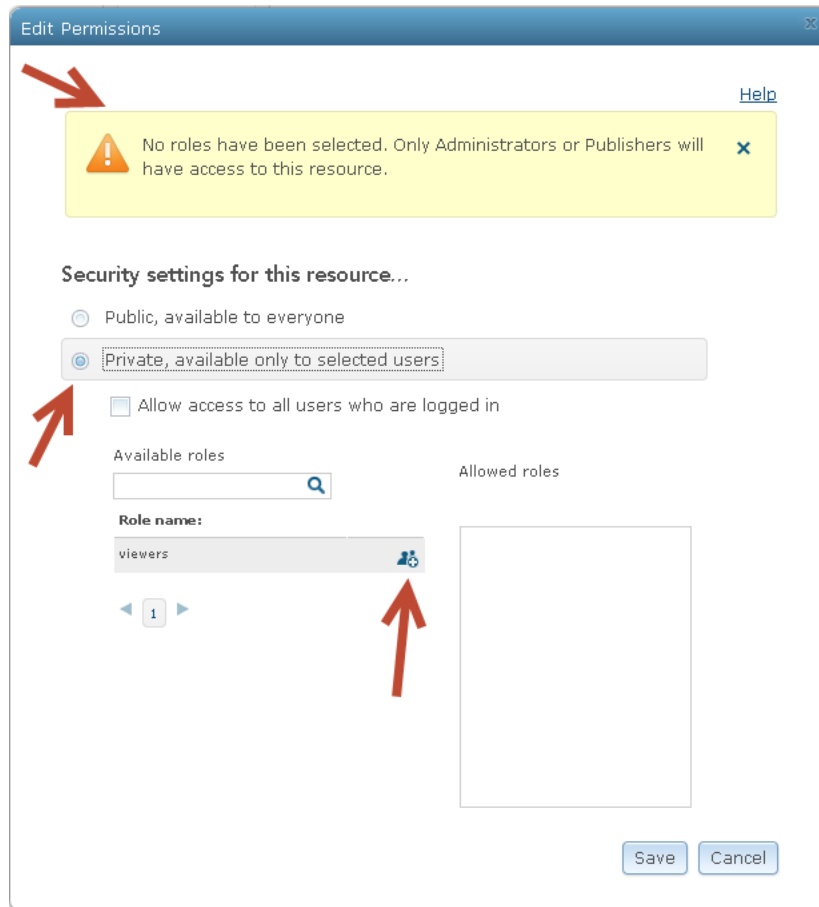 Edit Permissions
Help
No roles have been selected. Only Administrators or Publishers will
have access to this resource.
Security settings for this resource...
Public, available to everyone
Private, available only to selected users
Allow access to all users who are logged in
Available roles
Allowed roles
Role name:
viewers
1
Save
Cancel